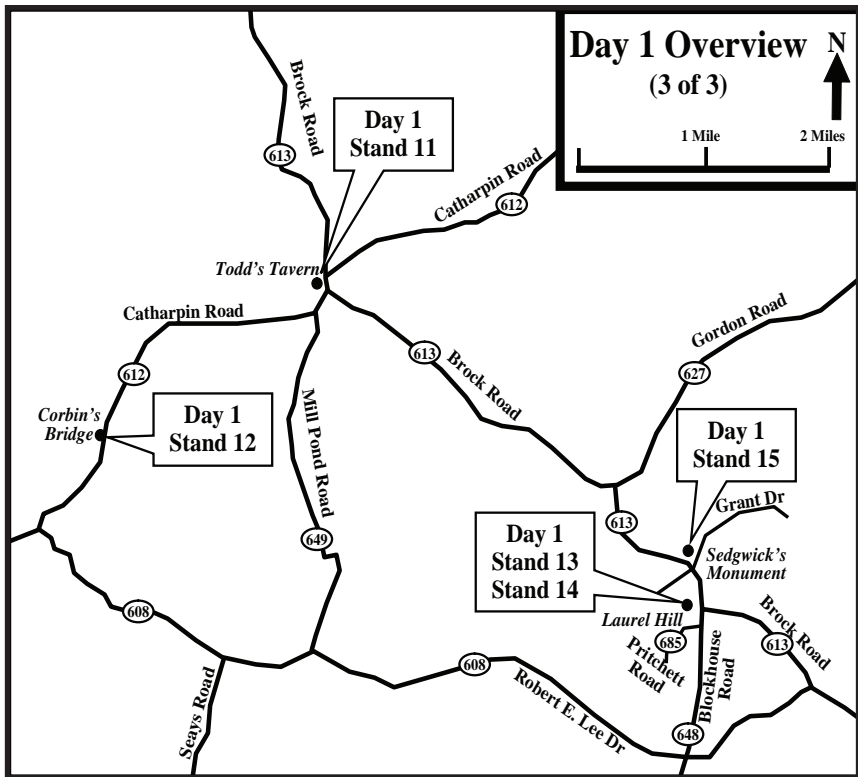 Day 1 Overview
(3 of 3)
N
1 Mile
2 Miles
Brock Road
613
Day 1
Stand 11
Catharpin Road
612
Todd's Tavern
Catharpin Road
612
Corbin's
Bridge
Day 1
Stand 12
Mill Pond Road
649
613
Brock Road
Gordon Road
627
Day 1
Stand 15
Grant Dr
613
Sedgwick's
Monument
Day 1
Stand 13
Stand 14
Laurel Hill
685
Pritchett
Road
Blockhouse
Road
Brock Road
613
608
Seays Road
608
Robert E. Lee Dr
648